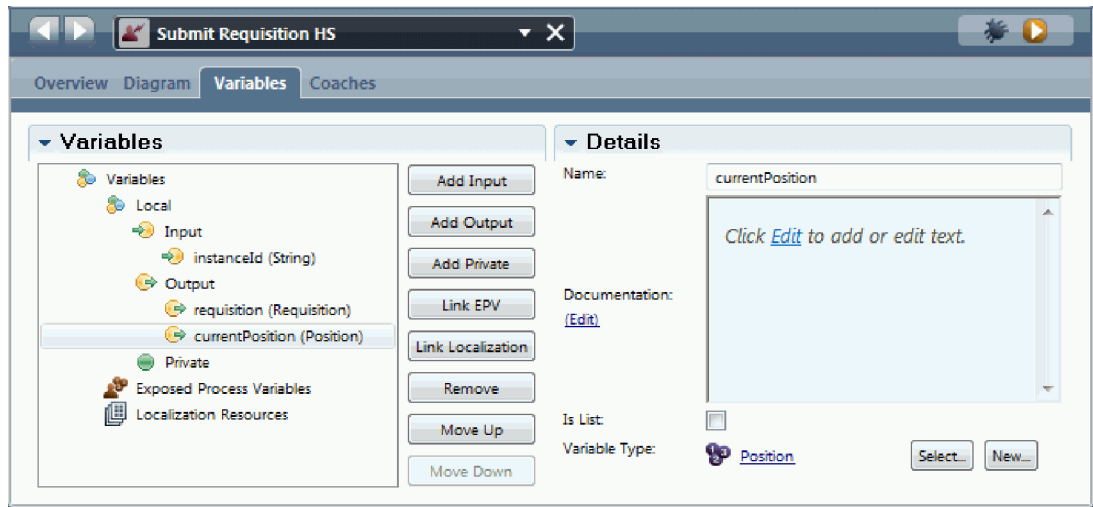 Submit Requisition HS
Overview Diagram Variables Coaches
Variables
Variables
Local
Input
instanceId (String)
Output
requisition (Requisition)
currentPosition (Position)
Private
Exposed Process Variables
Localization Resources
Add Input
Add Output
Add Private
Link EPV
Link Localization
Remove
Move Up
Move Down
Details
Name: currentPosition
Click Edit to add or edit text.
Documentation:
(Edit)
Is List:
Variable Type: Position Select... New...